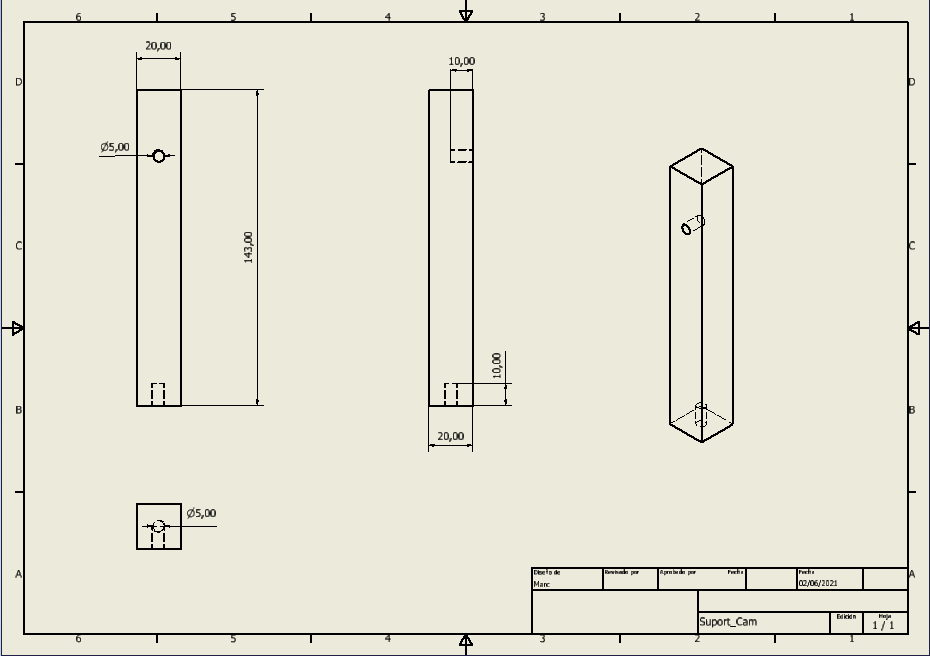 6 5 4 3 2 1
20,00
10,00
D D
Ø5,00
143,00
C C
10,00
B B
20,00
Ø5,00
A A
Diseño de Revisado por Aprobado por Fecha Fecha
Marc 02/06/2021
Suport_Cam
Edición Hoja
1 / 1
6 5 4 3 2 1